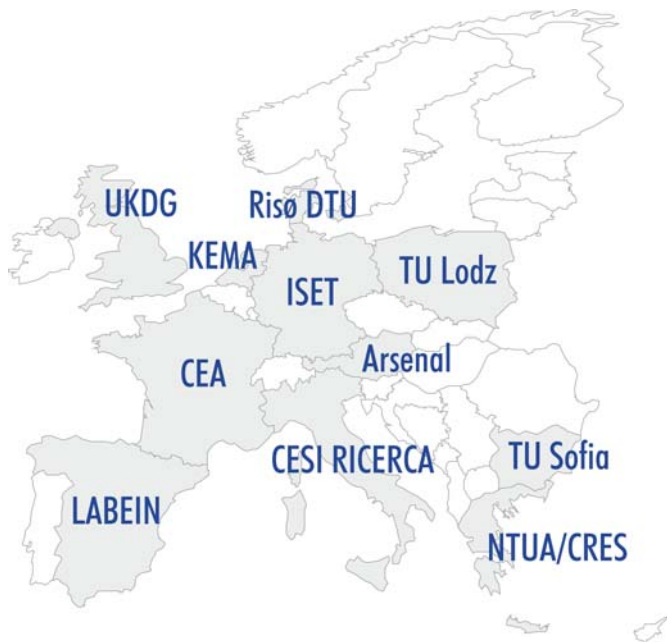 UKDG
Risø DTU
KEMA
TU Lodz
ISET
Arsenal
CEA
CESI RICERCA
TU Sofia
LABEIN
NTUA/CRES